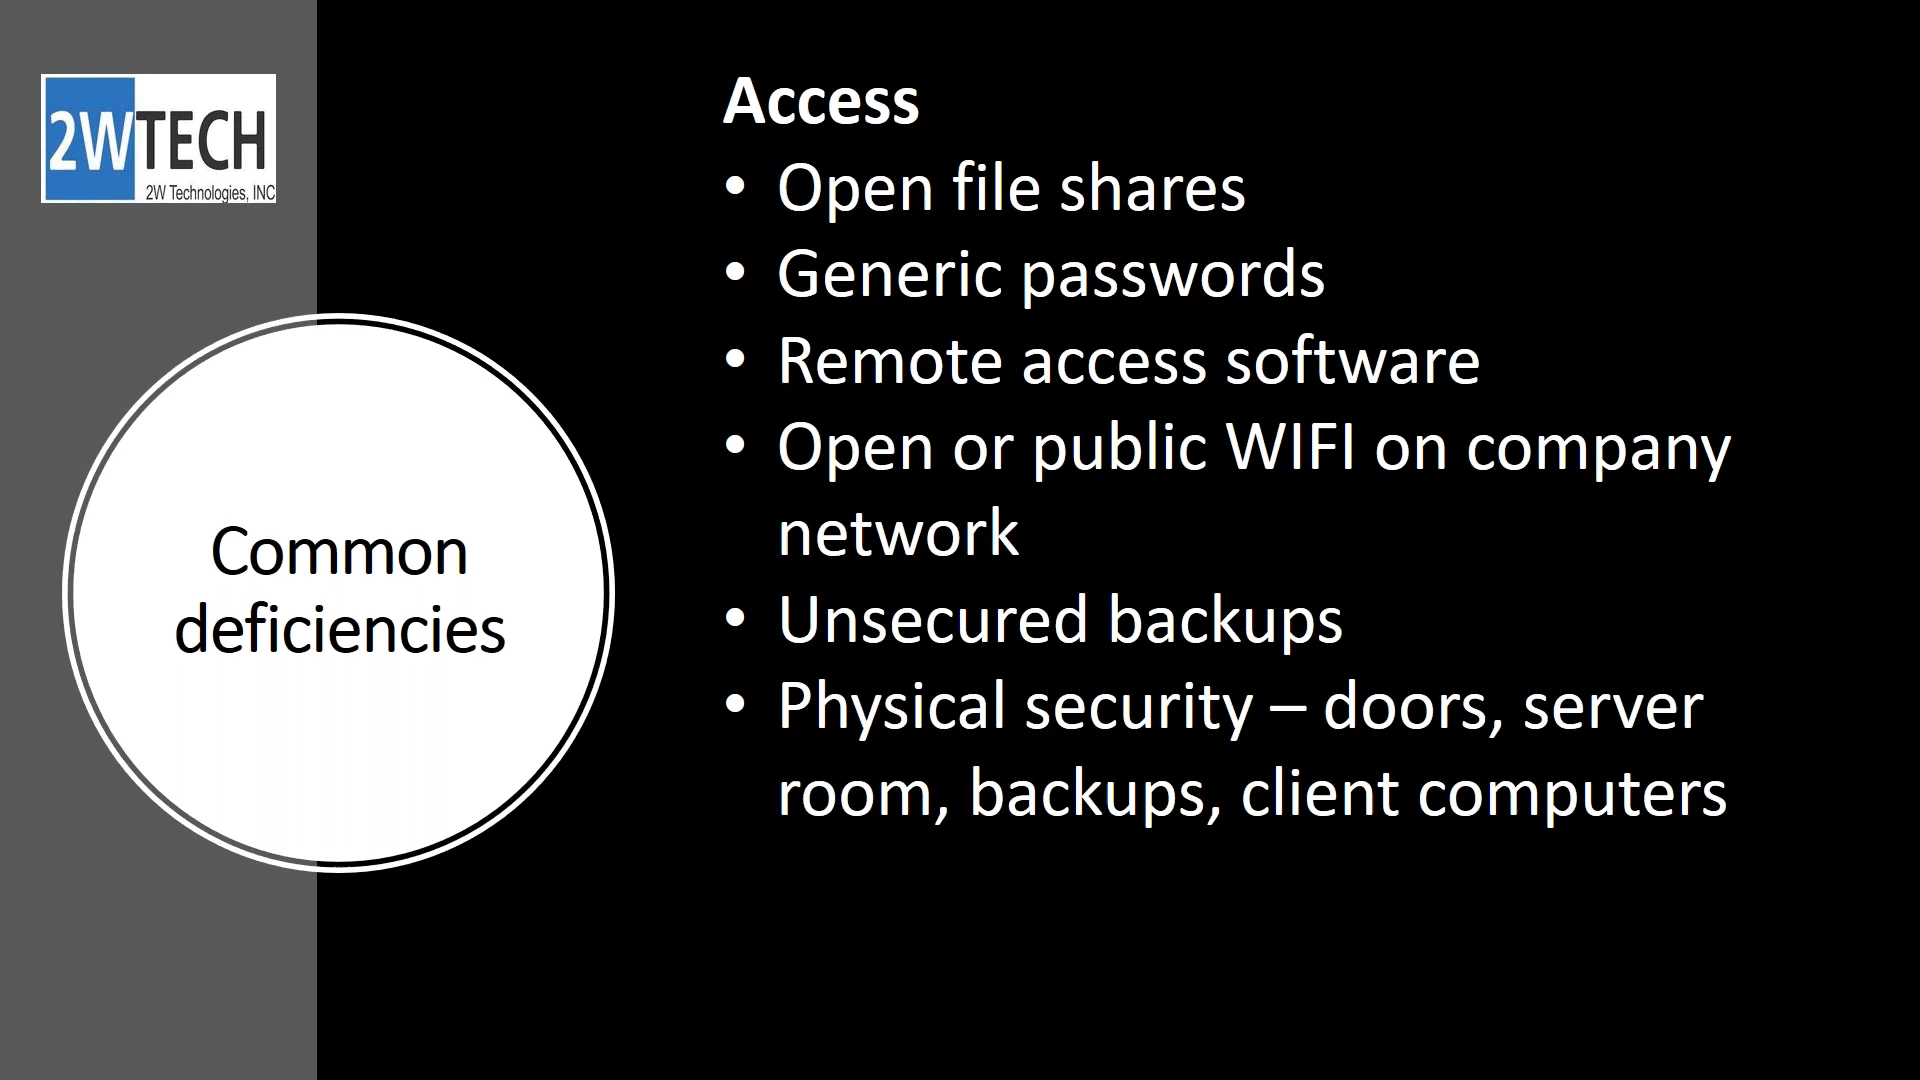 2WTECH
2W Technologies, INC
Common
deficiencies
Access
• Open file shares
• Generic passwords
• Remote access software
• Open or public WIFI on company
network
• Unsecured backups
• Physical security – doors, server
room, backups, client computers